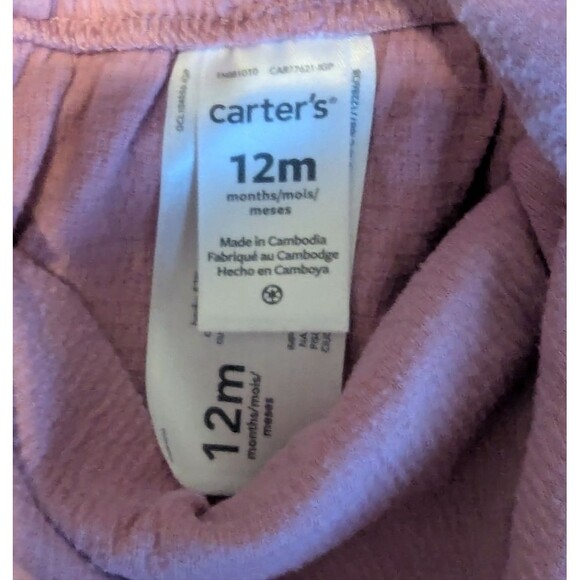 carter's®
12m
months/mois/
meses
Made in Cambodia
Fabriqué au Cambodge
Hecho en Camboya
12m
months/mois/
meses